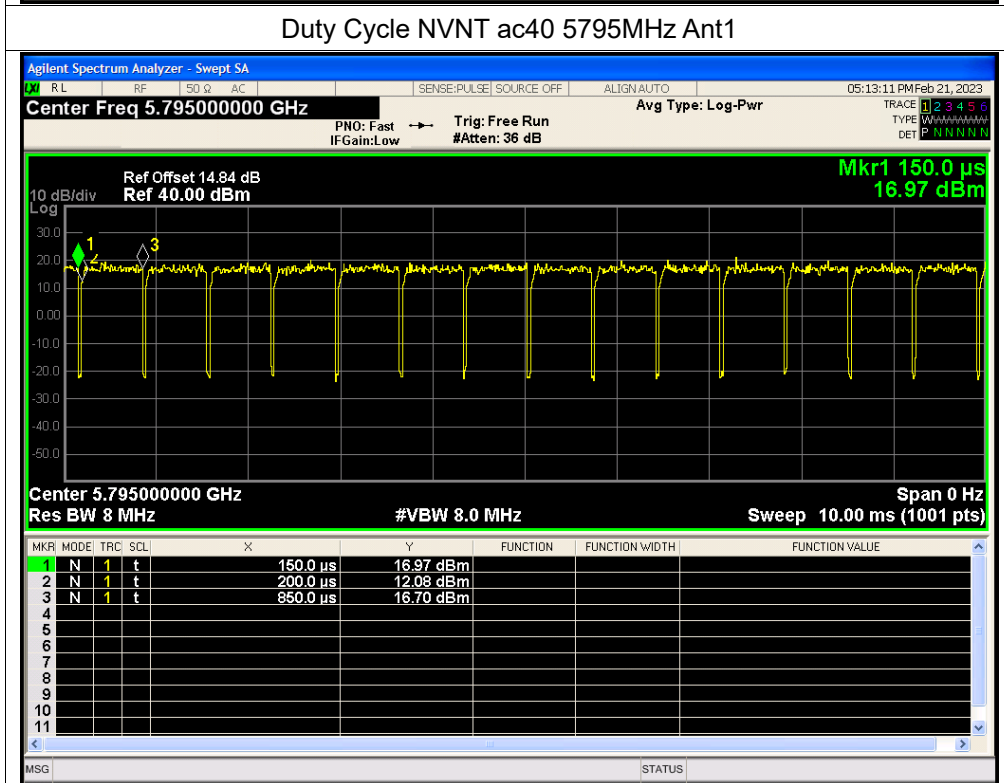 Duty Cycle NVNT ac40 5795MHz Ant1
Agilent Spectrum Analyzer - Swept SA
LXI RL RF 50 Ω AC SENSE:PULSE SOURCE OFF ALIGNAUTO 05:13:11 PMFeb 21, 2023
Center Freq 5.795000000 GHz Avg Type: Log-Pwr TRACE 1 2 3 4 5 6
PNO: Fast Trig: Free Run TYPE WWWWWW
IFGain:Low #Atten: 36 dB DET P N N N N N
Mkr1 150.0 µs
Ref Offset 14.84 dB
10 dB/div Ref 40.00 dBm 16.97 dBm
Log
30.0
1 2 3
20.0
10.0
0.00
-10.0
-20.0
-30.0
-40.0
-50.0
Center 5.795000000 GHz Span 0 Hz
Res BW 8 MHz #VBW 8.0 MHz Sweep 10.00 ms (1001 pts)
MKR MODE TRC SCL X Y FUNCTION FUNCTION WIDTH FUNCTION VALUE
1 N 1 t 150.0 µs 16.97 dBm
2 N 1 t 200.0 µs 12.08 dBm
3 N 1 t 850.0 µs 16.70 dBm
4
5
6
7
8
9
10
11
MSG STATUS